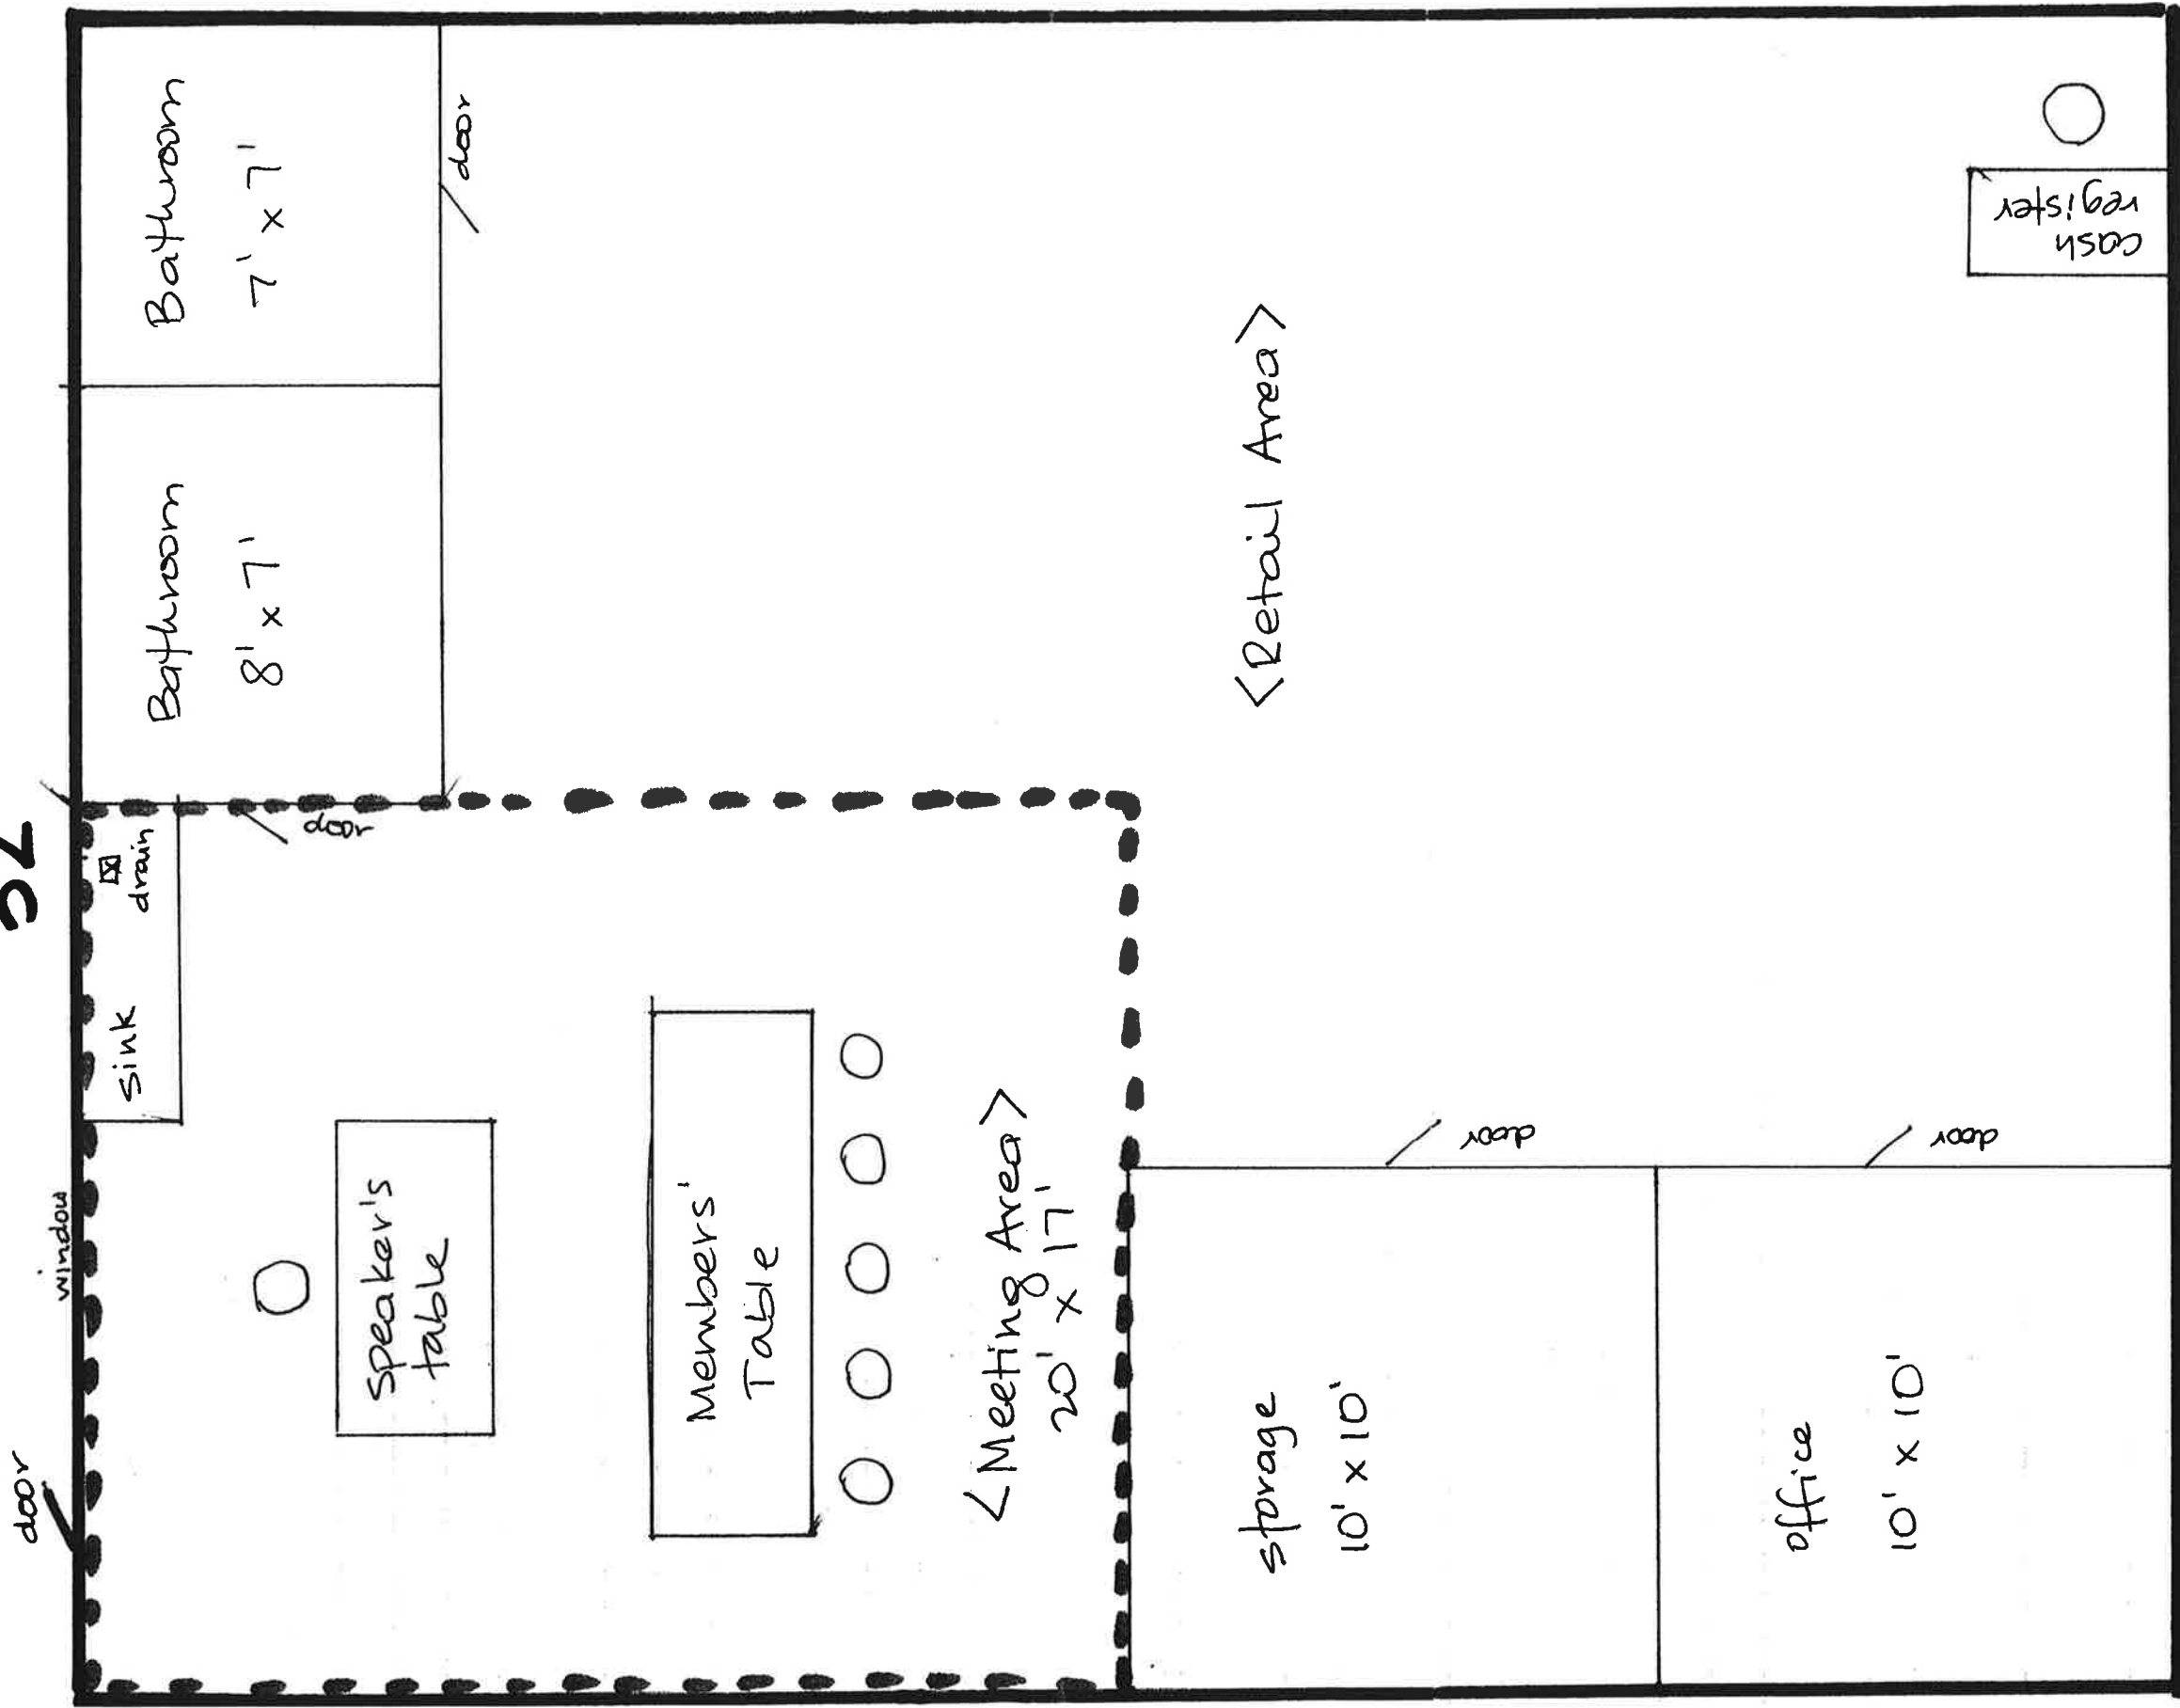 door
window
sink
drain
Bathroom
8' x 7'
Bathroom
7' x 7'
door
door
Speaker's
table
Members'
Table
<Meeting Area>
20' x 17'
<Retail Area>
storage
10' x 10'
door
office
10' x 10'
door
cash
register